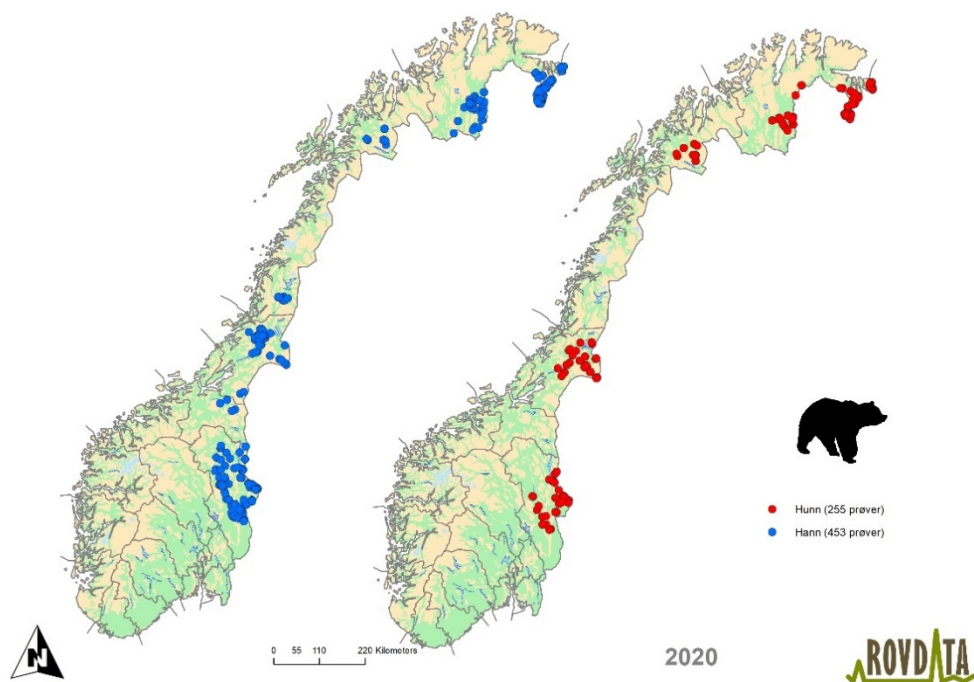 Hunn (255 prøver)
Hann (453 prøver)
N
0 55 110 220 Kilometers
2020
ROVDATA